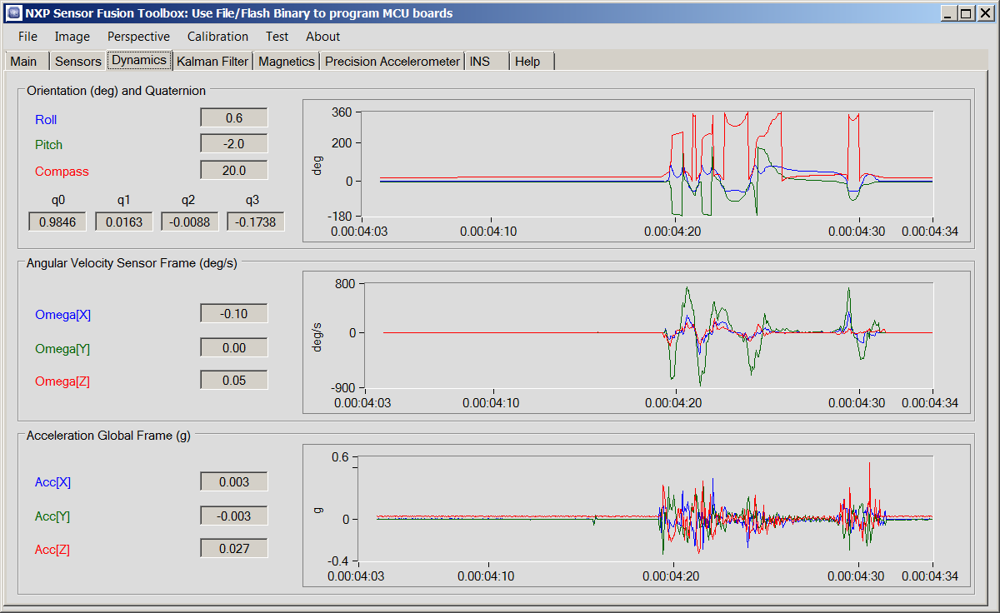 NXP Sensor Fusion Toolbox: Use File/Flash Binary to program MCU boards
File Image Perspective Calibration Test About
Main Sensors Dynamics Kalman Filter Magnetics Precision Accelerometer INS Help
Orientation (deg) and Quaternion
Roll 0.6
Pitch -2.0
Compass 20.0
q0 q1 q2 q3
0.9846 0.0163 -0.0088 -0.1738
deg
360
200
0
-180
0.00:04:03 0.00:04:10 0.00:04:20 0.00:04:30 0.00:04:34
Angular Velocity Sensor Frame (deg/s)
Omega[X] -0.10
Omega[Y] 0.00
Omega[Z] 0.05
deg/s
800
0
-900
0.00:04:03 0.00:04:10 0.00:04:20 0.00:04:30 0.00:04:34
Acceleration Global Frame (g)
Acc[X] 0.003
Acc[Y] -0.003
Acc[Z] 0.027
g
0.6
0
-0.4
0.00:04:03 0.00:04:10 0.00:04:20 0.00:04:30 0.00:04:34